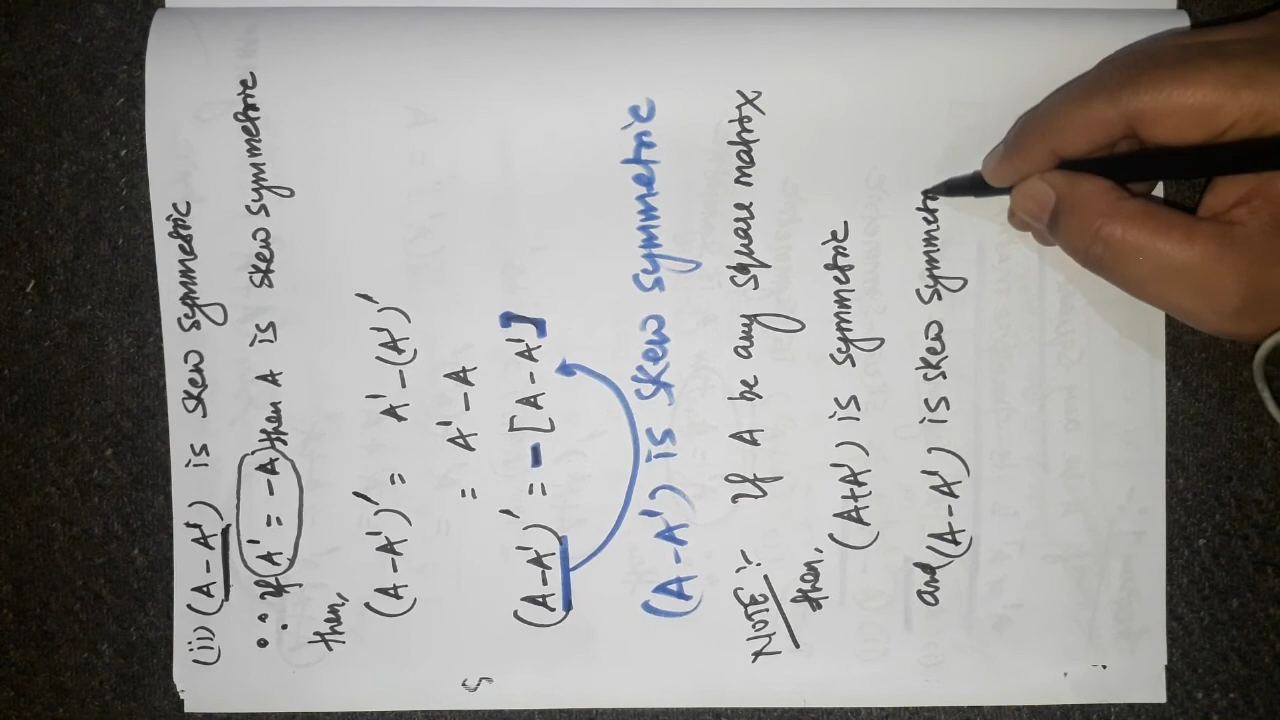 (ii) (A - A') is skew symmetric
∵ If A' = -A then A is skew symmetric
then,
(A-A')' = A' - (A')'
= A' - A
(A-A')' = -[A - A']
(A - A') is skew symmetric
NOTE :- If A be any square matrix
then,
(A+A') is symmetric
and (A-A') is skew symmetr